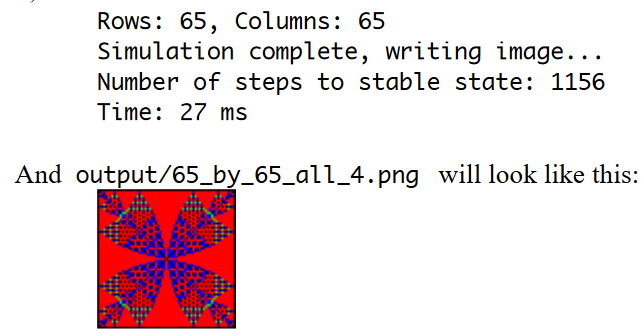 Rows: 65, Columns: 65
Simulation complete, writing image...
Number of steps to stable state: 1156
Time: 27 ms
And output/65_by_65_all_4.png will look like this: